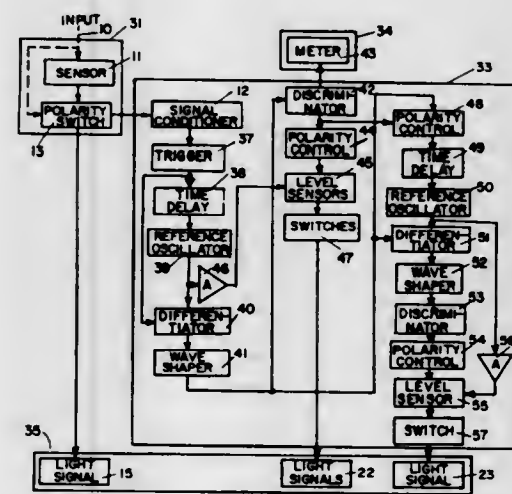 INPUT
10
31
11
SENSOR
POLARITY
SWITCH
13
12
SIGNAL
CONDITIONER
37
TRIGGER
38
TIME
DELAY
REFERENCE
OSCILLATOR
39
46
A
DIFFEREN-
TIATOR
40
WAVE
SHAPER
41
34
METER
43
33
42
DISCRIMI-
NATOR
POLARITY
CONTROL
44
45
LEVEL
SENSORS
SWITCHES
47
48
POLARITY
CONTROL
TIME
DELAY
49
50
REFERENCE
OSCILLATOR
DIFFEREN-
TIATOR
51
WAVE
SHAPER
52
53
DISCRIMI-
NATOR
54
POLARITY
CONTROL
56
A
LEVEL
SENSOR
55
SWITCH
57
35
LIGHT
SIGNAL
15
LIGHT
SIGNALS
22
LIGHT
SIGNAL
23